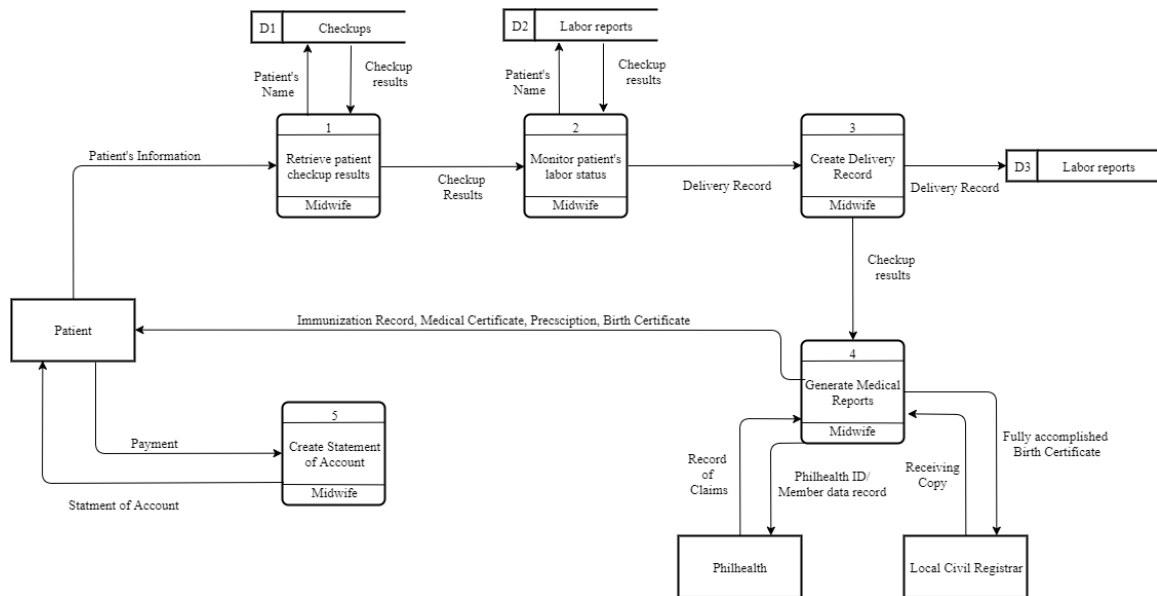 D1 Checkups
D2 Labor reports
Patient's
Name
Checkup
results
Patient's
Name
Checkup
results
1
Retrieve patient
checkup results
Midwife
2
Monitor patient's
labor status
Midwife
3
Create Delivery
Record
Midwife
D3 Labor reports
Patient's Information
Checkup
Results
Delivery Record
Delivery Record
Checkup
results
Patient
Immunization Record, Medical Certificate, Precsciption, Birth Certificate
4
Generate Medical
Reports
Midwife
5
Create Statement
of Account
Midwife
Payment
Statment of Account
Record
of
Claims
Philhealth ID/
Member data record
Receiving
Copy
Fully accomplished
Birth Certificate
Philhealth
Local Civil Registrar